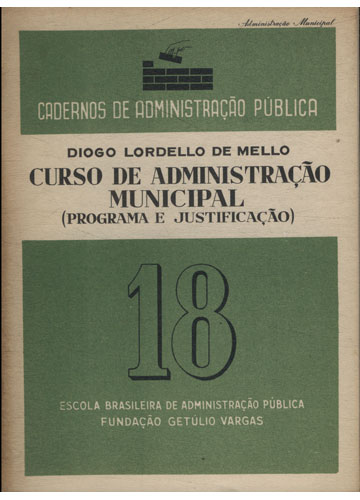 Administração Municipal
CADERNOS DE ADMINISTRAÇÃO PÚBLICA
DIOGO LORDELLO DE MELLO
CURSO DE ADMINISTRAÇÃO
MUNICIPAL
(PROGRAMA E JUSTIFICAÇÃO)
18
ESCOLA BRASILEIRA DE ADMINISTRAÇÃO PÚBLICA
FUNDAÇÃO GETÚLIO VARGAS